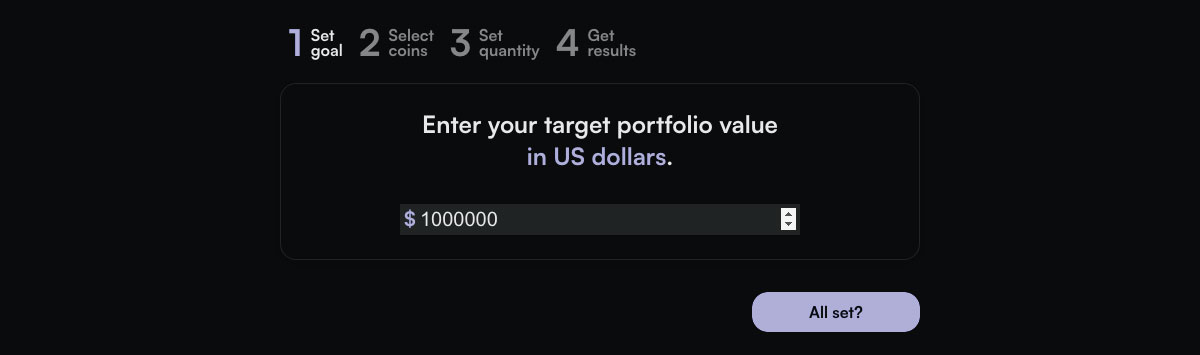 1 Set goal
2 Select coins
3 Set quantity
4 Get results
Enter your target portfolio value
in US dollars.
$ 1000000
All set?